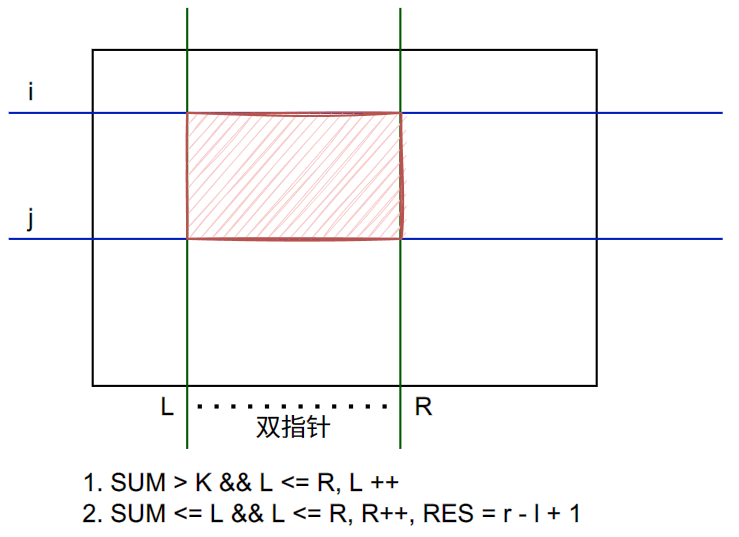 i
j
L
R
双指针
1. SUM > K && L <= R, L ++
2. SUM <= L && L <= R, R++, RES = r - l + 1